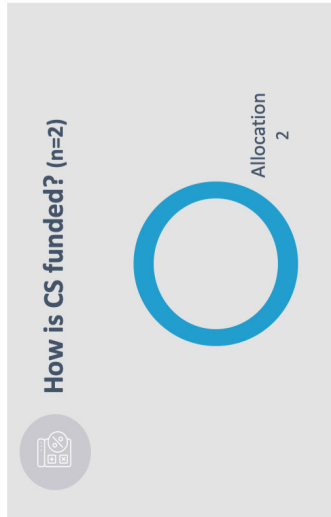 How is CS funded? (n=2)
Allocation
2